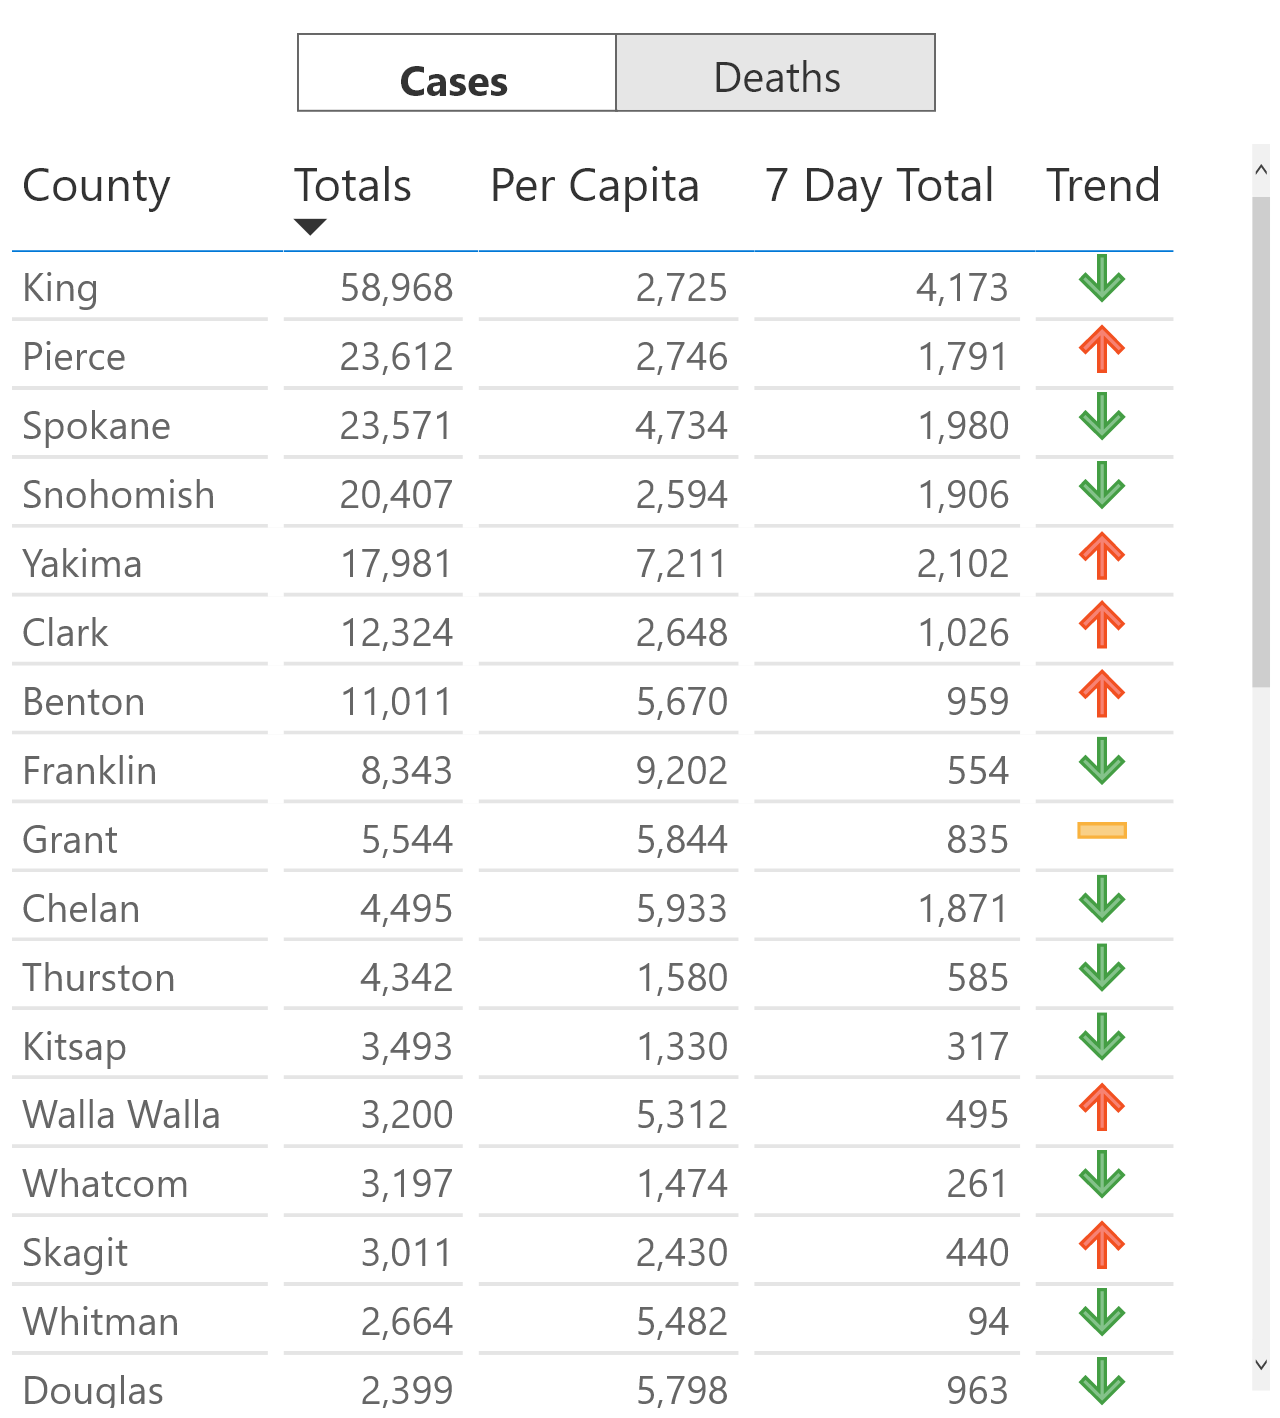 Cases Deaths
County Totals Per Capita 7 Day Total Trend
King 58,968 2,725 4,173
Pierce 23,612 2,746 1,791
Spokane 23,571 4,734 1,980
Snohomish 20,407 2,594 1,906
Yakima 17,981 7,211 2,102
Clark 12,324 2,648 1,026
Benton 11,011 5,670 959
Franklin 8,343 9,202 554
Grant 5,544 5,844 835
Chelan 4,495 5,933 1,871
Thurston 4,342 1,580 585
Kitsap 3,493 1,330 317
Walla Walla 3,200 5,312 495
Whatcom 3,197 1,474 261
Skagit 3,011 2,430 440
Whitman 2,664 5,482 94
Douglas 2,399 5,798 963